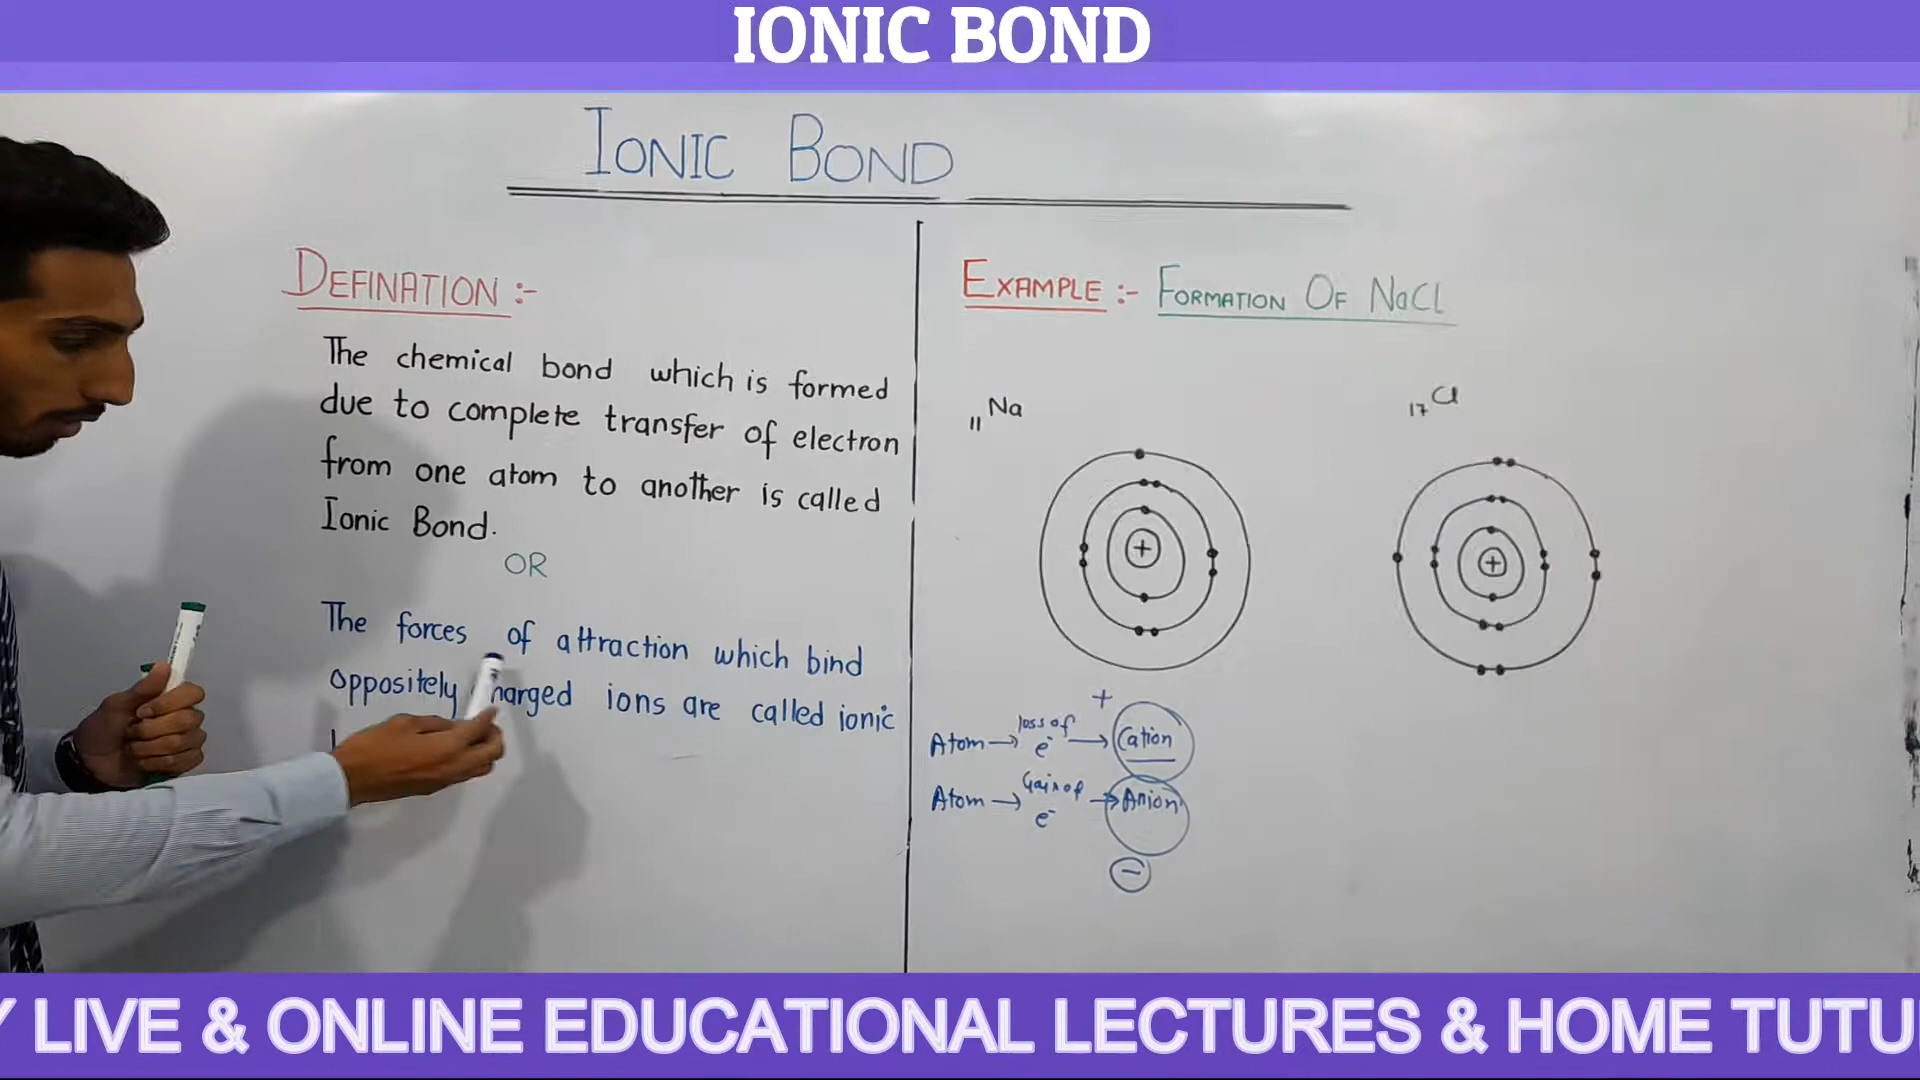 IONIC BOND
IONIC BOND
DEFINATION :-
The chemical bond which is formed
due to complete transfer of electron
from one atom to another is called
Ionic Bond.
OR
The forces of attraction which bind
oppositely charged ions are called ionic
EXAMPLE :- FORMATION OF NaCl
11Na
17Cl
+
+
+
Atom → loss of e⁻ → Cation
Atom → Gain of e⁻ → Anion
−
LIVE & ONLINE EDUCATIONAL LECTURES & HOME TUTU